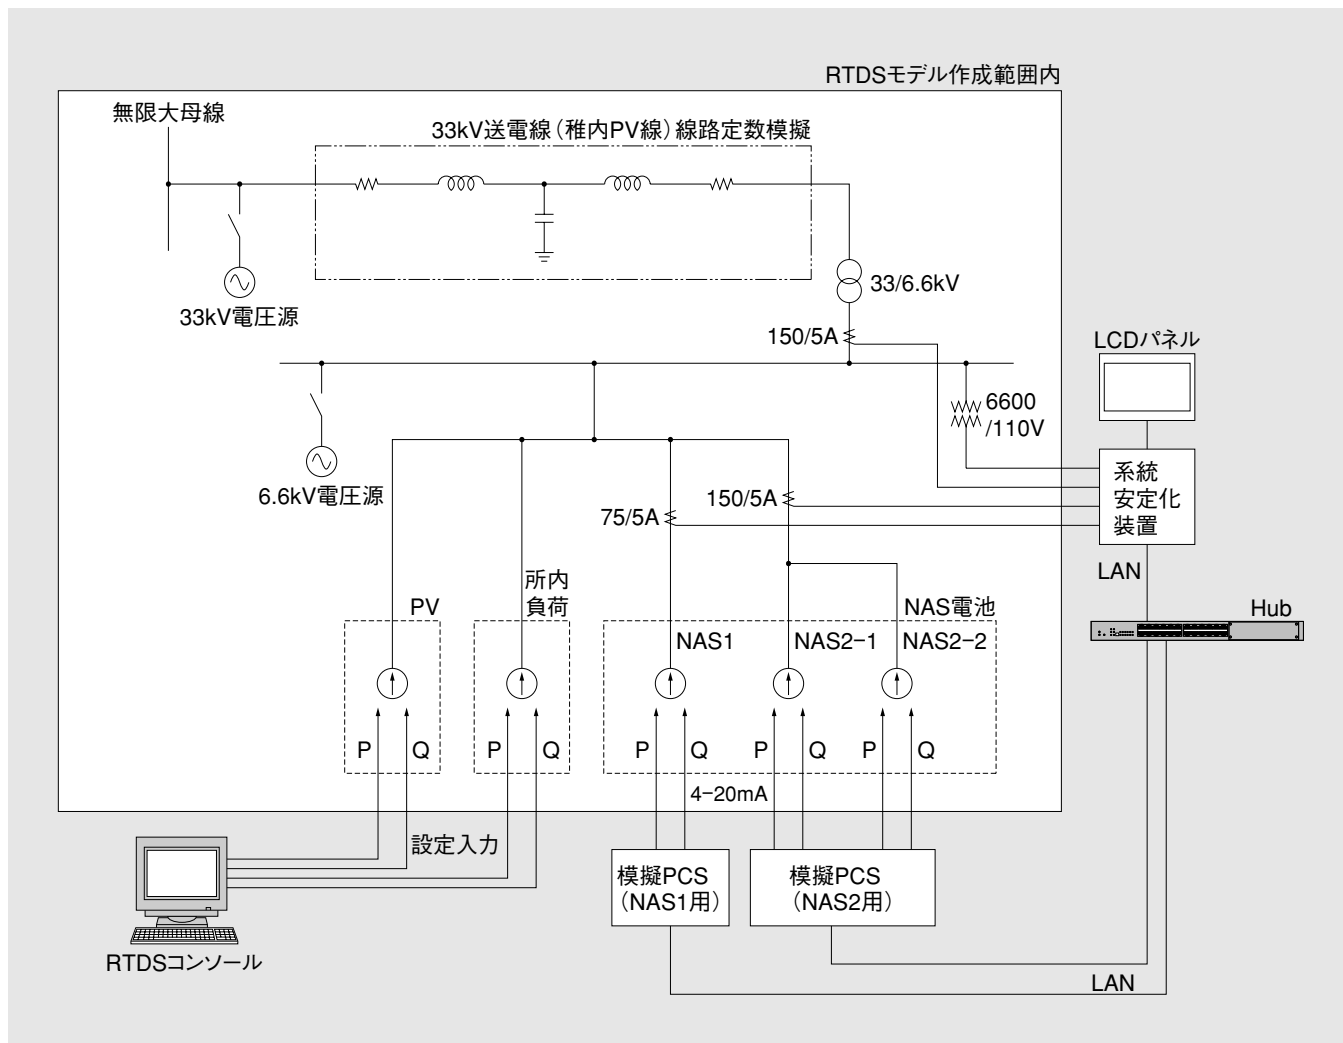 RTDSモデル作成範囲内
無限大母線
33kV送電線（稚内PV線）線路定数模擬
33kV電圧源
33/6.6kV
150/5A
LCDパネル
6600
/110V
6.6kV電圧源
系統
安定化
装置
150/5A
75/5A
LAN
Hub
所内
負荷
PV
NAS電池
NAS1
NAS2−1
NAS2−2
P
Q
P
Q
P
Q
P
Q
P
Q
4−20mA
設定入力
模擬PCS
（NAS1用）
模擬PCS
（NAS2用）
RTDSコンソール
LAN